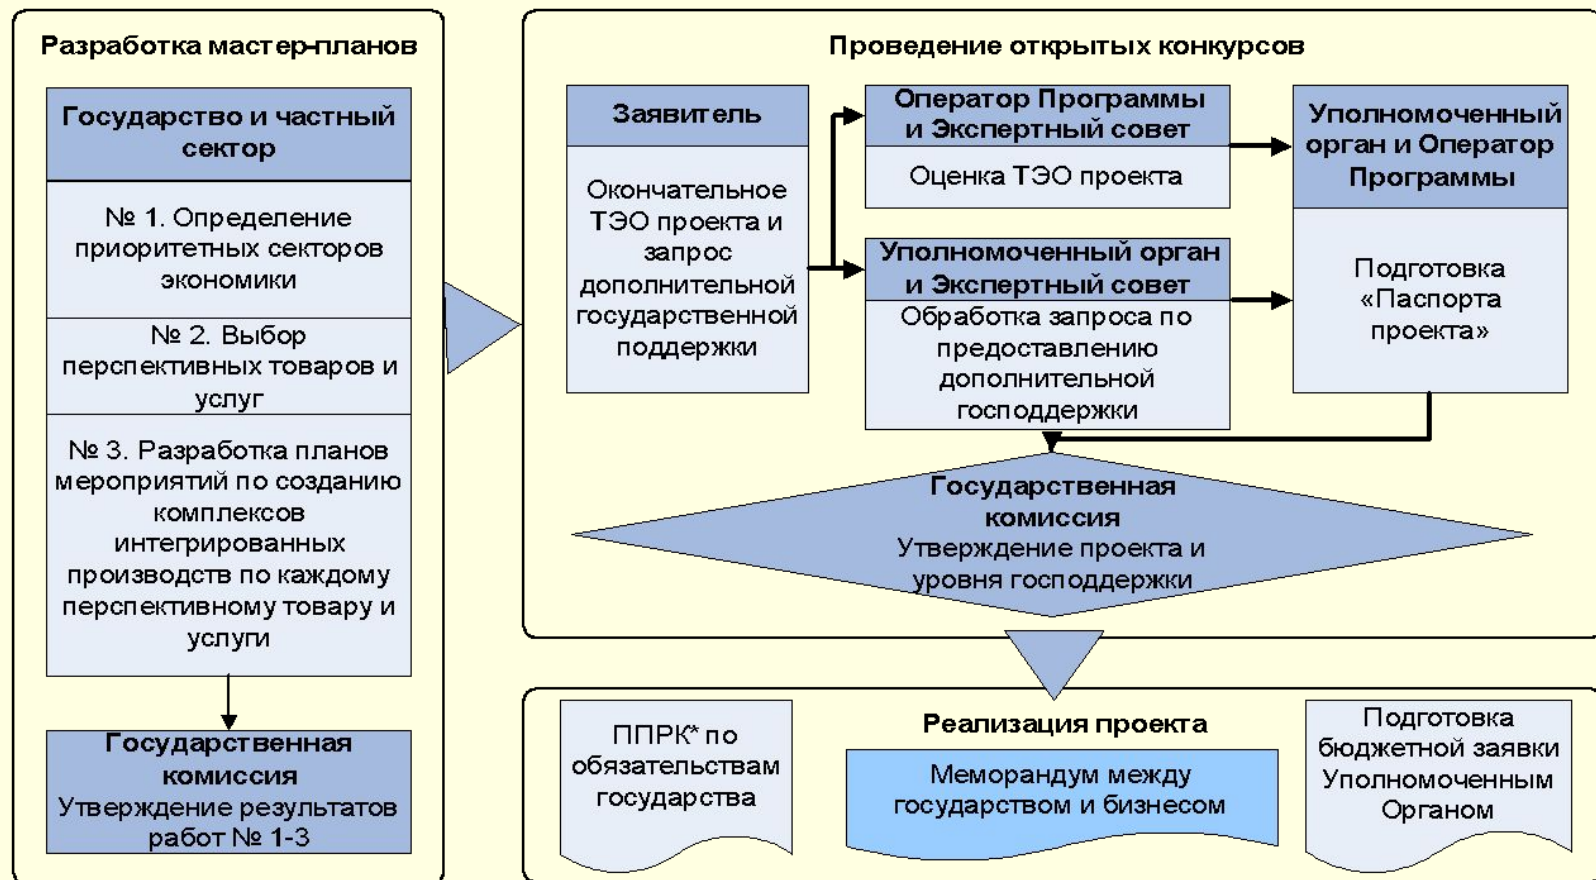 Разработка мастер-планов
Государство и частный
сектор
№ 1. Определение
приоритетных секторов
экономики
№ 2. Выбор
перспективных товаров и
услуг
№ 3. Разработка планов
мероприятий по созданию
комплексов
интегрированных
производств по каждому
перспективному товару и
услуги
Государственная
комиссия
Утверждение результатов
работ № 1-3
Проведение открытых конкурсов
Заявитель
Окончательное
ТЭО проекта и
запрос
дополнительной
государственной
поддержки
Оператор Программы
и Экспертный совет
Оценка ТЭО проекта
Уполномоченный орган
и Экспертный совет
Обработка запроса по
предоставлению
дополнительной
господдержки
Уполномоченный
орган и Оператор
Программы
Подготовка
«Паспорта
проекта»
Государственная
комиссия
Утверждение проекта и
уровня господдержки
Реализация проекта
ППРК* по
обязательствам
государства
Меморандум между
государством и бизнесом
Подготовка
бюджетной заявки
Уполномоченным
Органом